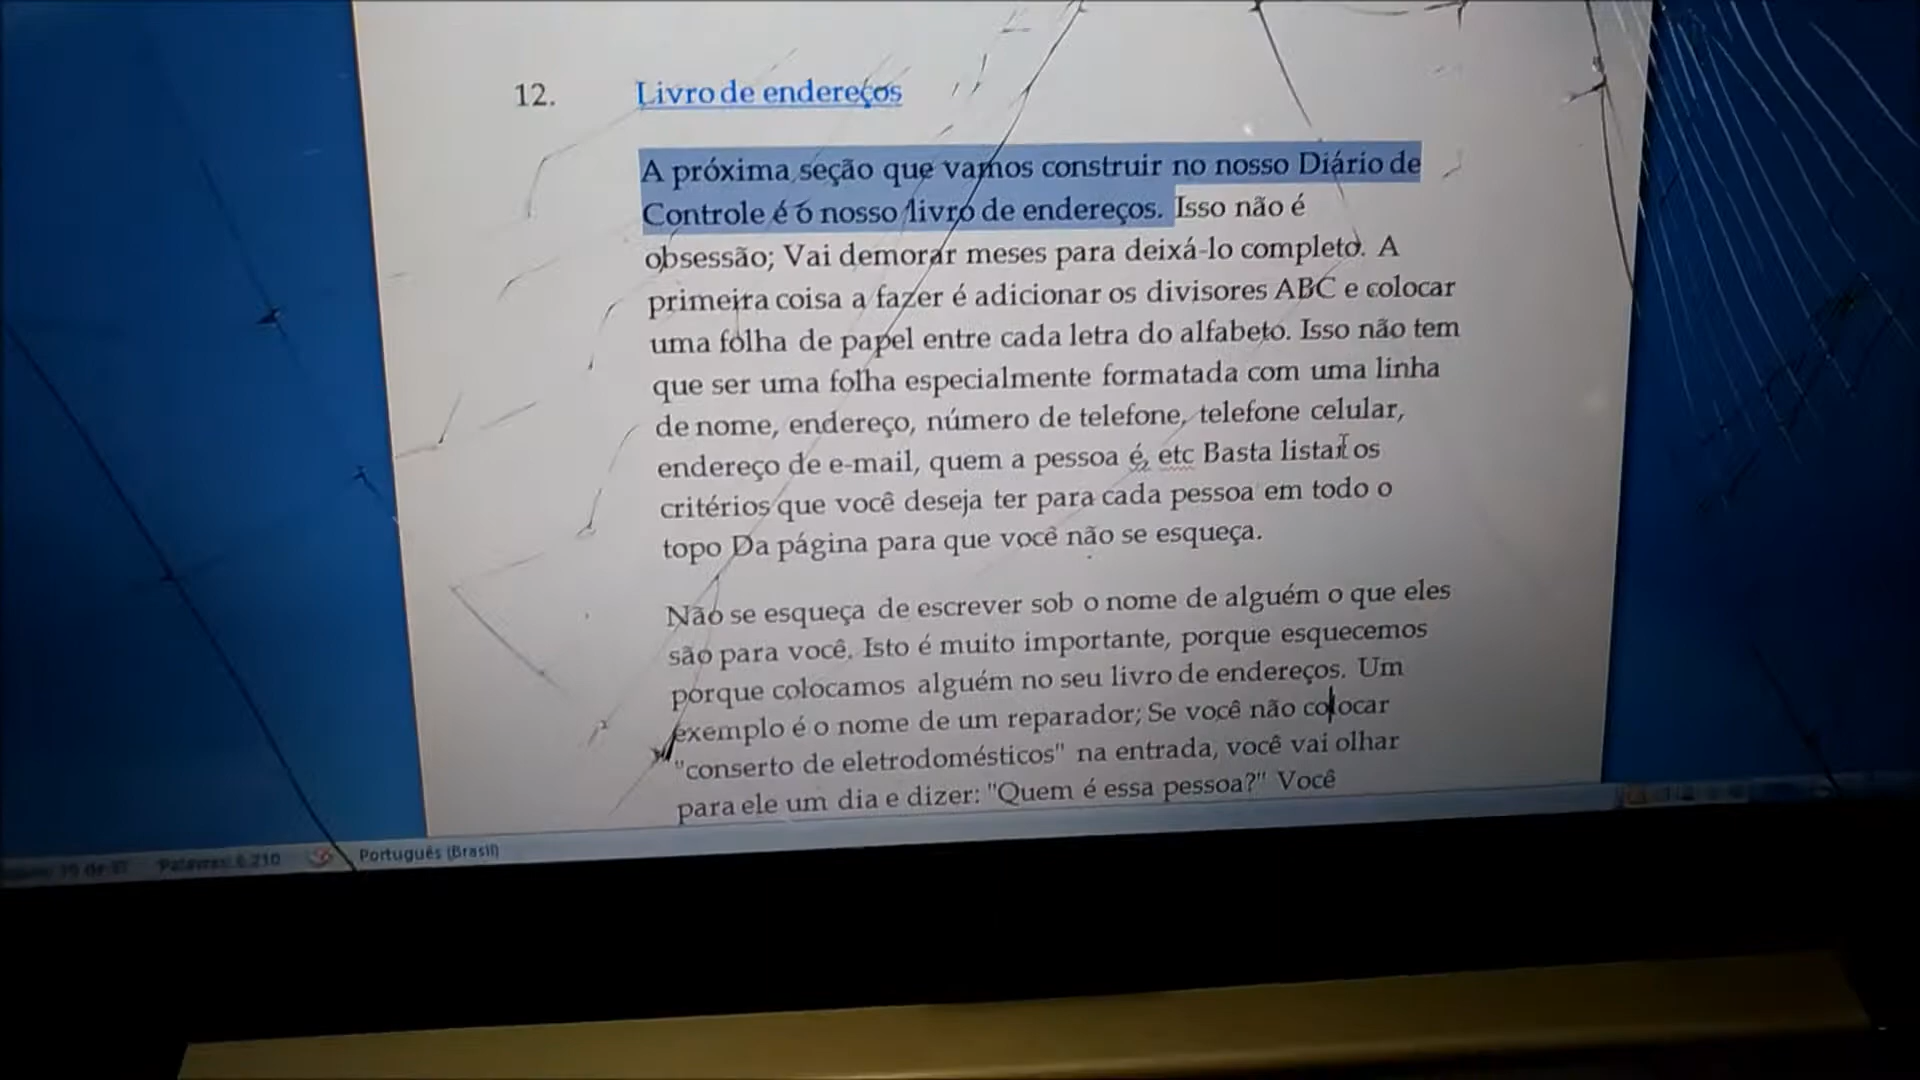 12. Livro de endereços
A próxima seção que vamos construir no nosso Diário de
Controle é o nosso livro de endereços. Isso não é
obsessão; Vai demorar meses para deixá-lo completo. A
primeira coisa a fazer é adicionar os divisores ABC e colocar
uma folha de papel entre cada letra do alfabeto. Isso não tem
que ser uma folha especialmente formatada com uma linha
de nome, endereço, número de telefone, telefone celular,
endereço de e-mail, quem a pessoa é, etc Basta listar os
critérios que você deseja ter para cada pessoa em todo o
topo Da página para que você não se esqueça.
Não se esqueça de escrever sob o nome de alguém o que eles
são para você. Isto é muito importante, porque esquecemos
porque colocamos alguém no seu livro de endereços. Um
exemplo é o nome de um reparador; Se você não colocar
"conserto de eletrodomésticos" na entrada, você vai olhar
para ele um dia e dizer: "Quem é essa pessoa?" Você
Palavras: 6.210 Português (Brasil)